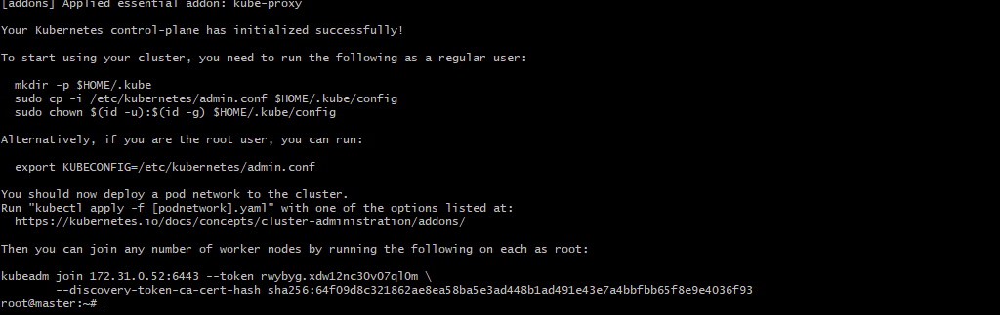 [addons] Applied essential addon: kube-proxy
Your Kubernetes control-plane has initialized successfully!
To start using your cluster, you need to run the following as a regular user:
mkdir -p $HOME/.kube
sudo cp -i /etc/kubernetes/admin.conf $HOME/.kube/config
sudo chown $(id -u):$(id -g) $HOME/.kube/config
Alternatively, if you are the root user, you can run:
export KUBECONFIG=/etc/kubernetes/admin.conf
You should now deploy a pod network to the cluster.
Run "kubectl apply -f [podnetwork].yaml" with one of the options listed at:
https://kubernetes.io/docs/concepts/cluster-administration/addons/
Then you can join any number of worker nodes by running the following on each as root:
kubeadm join 172.31.0.52:6443 --token rwybyg.xdw12nc30v07ql0m \
--discovery-token-ca-cert-hash sha256:64f09d8c321862ae8ea58ba5e3ad448b1ad491e43e7a4bbfbb65f8e9e4036f93
root@master:~#